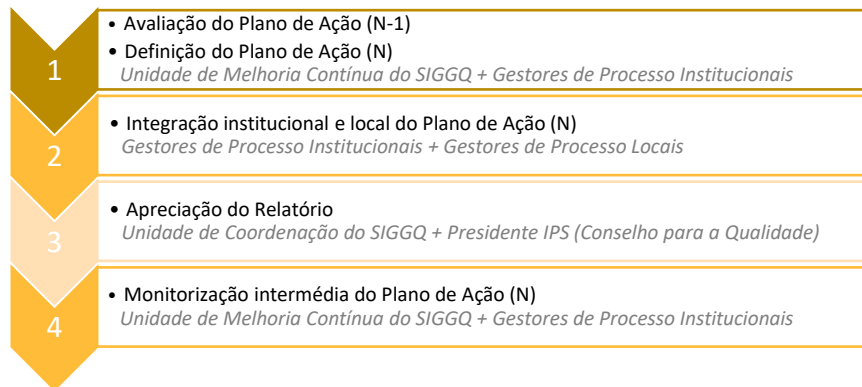 1
• Avaliação do Plano de Ação (N-1)
• Definição do Plano de Ação (N)
Unidade de Melhoria Contínua do SIGGQ + Gestores de Processo Institucionais
2
• Integração institucional e local do Plano de Ação (N)
Gestores de Processo Institucionais + Gestores de Processo Locais
3
• Apreciação do Relatório
Unidade de Coordenação do SIGGQ + Presidente IPS (Conselho para a Qualidade)
4
• Monitorização intermédia do Plano de Ação (N)
Unidade de Melhoria Contínua do SIGGQ + Gestores de Processo Institucionais